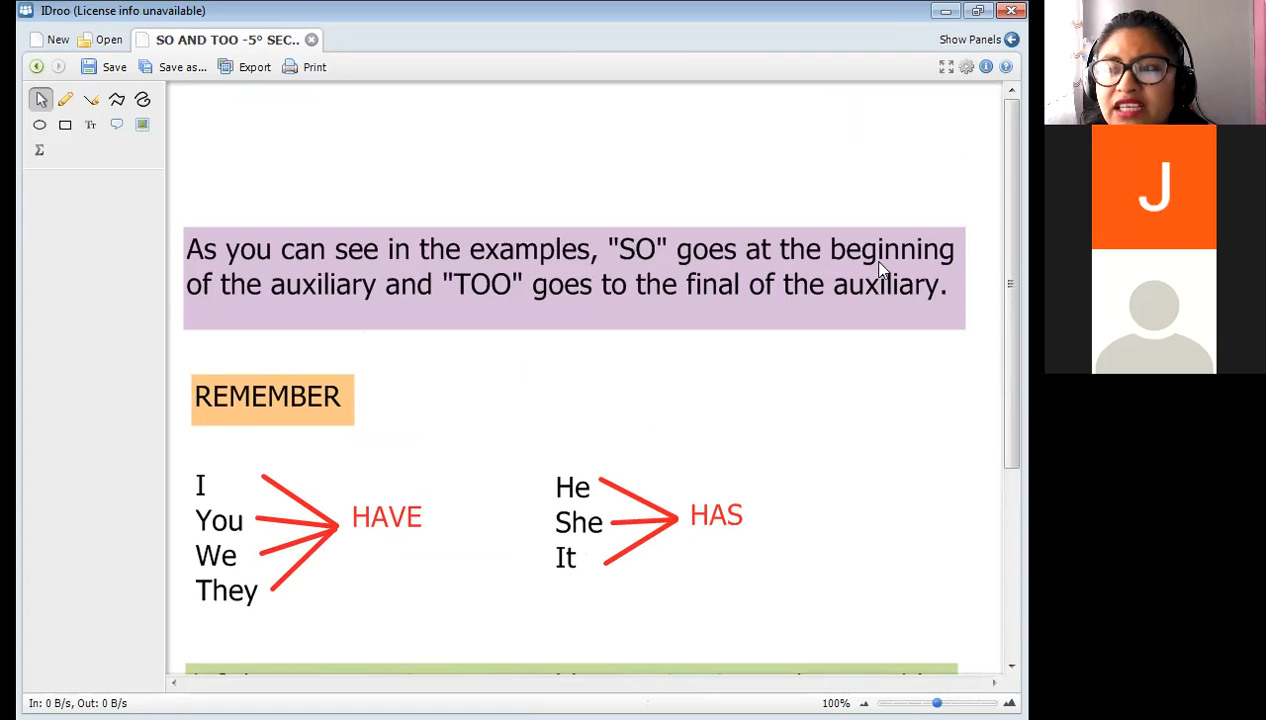 IDroo (License info unavailable)
New Open SO AND TOO -5° SEC.. Show Panels
Save Save as... Export Print
Tr
Σ
As you can see in the examples, "SO" goes at the beginning
of the auxiliary and "TOO" goes to the final of the auxiliary.
REMEMBER
I
You
We
They
HAVE
He
She
It
HAS
In: 0 B/s, Out: 0 B/s
100%
J